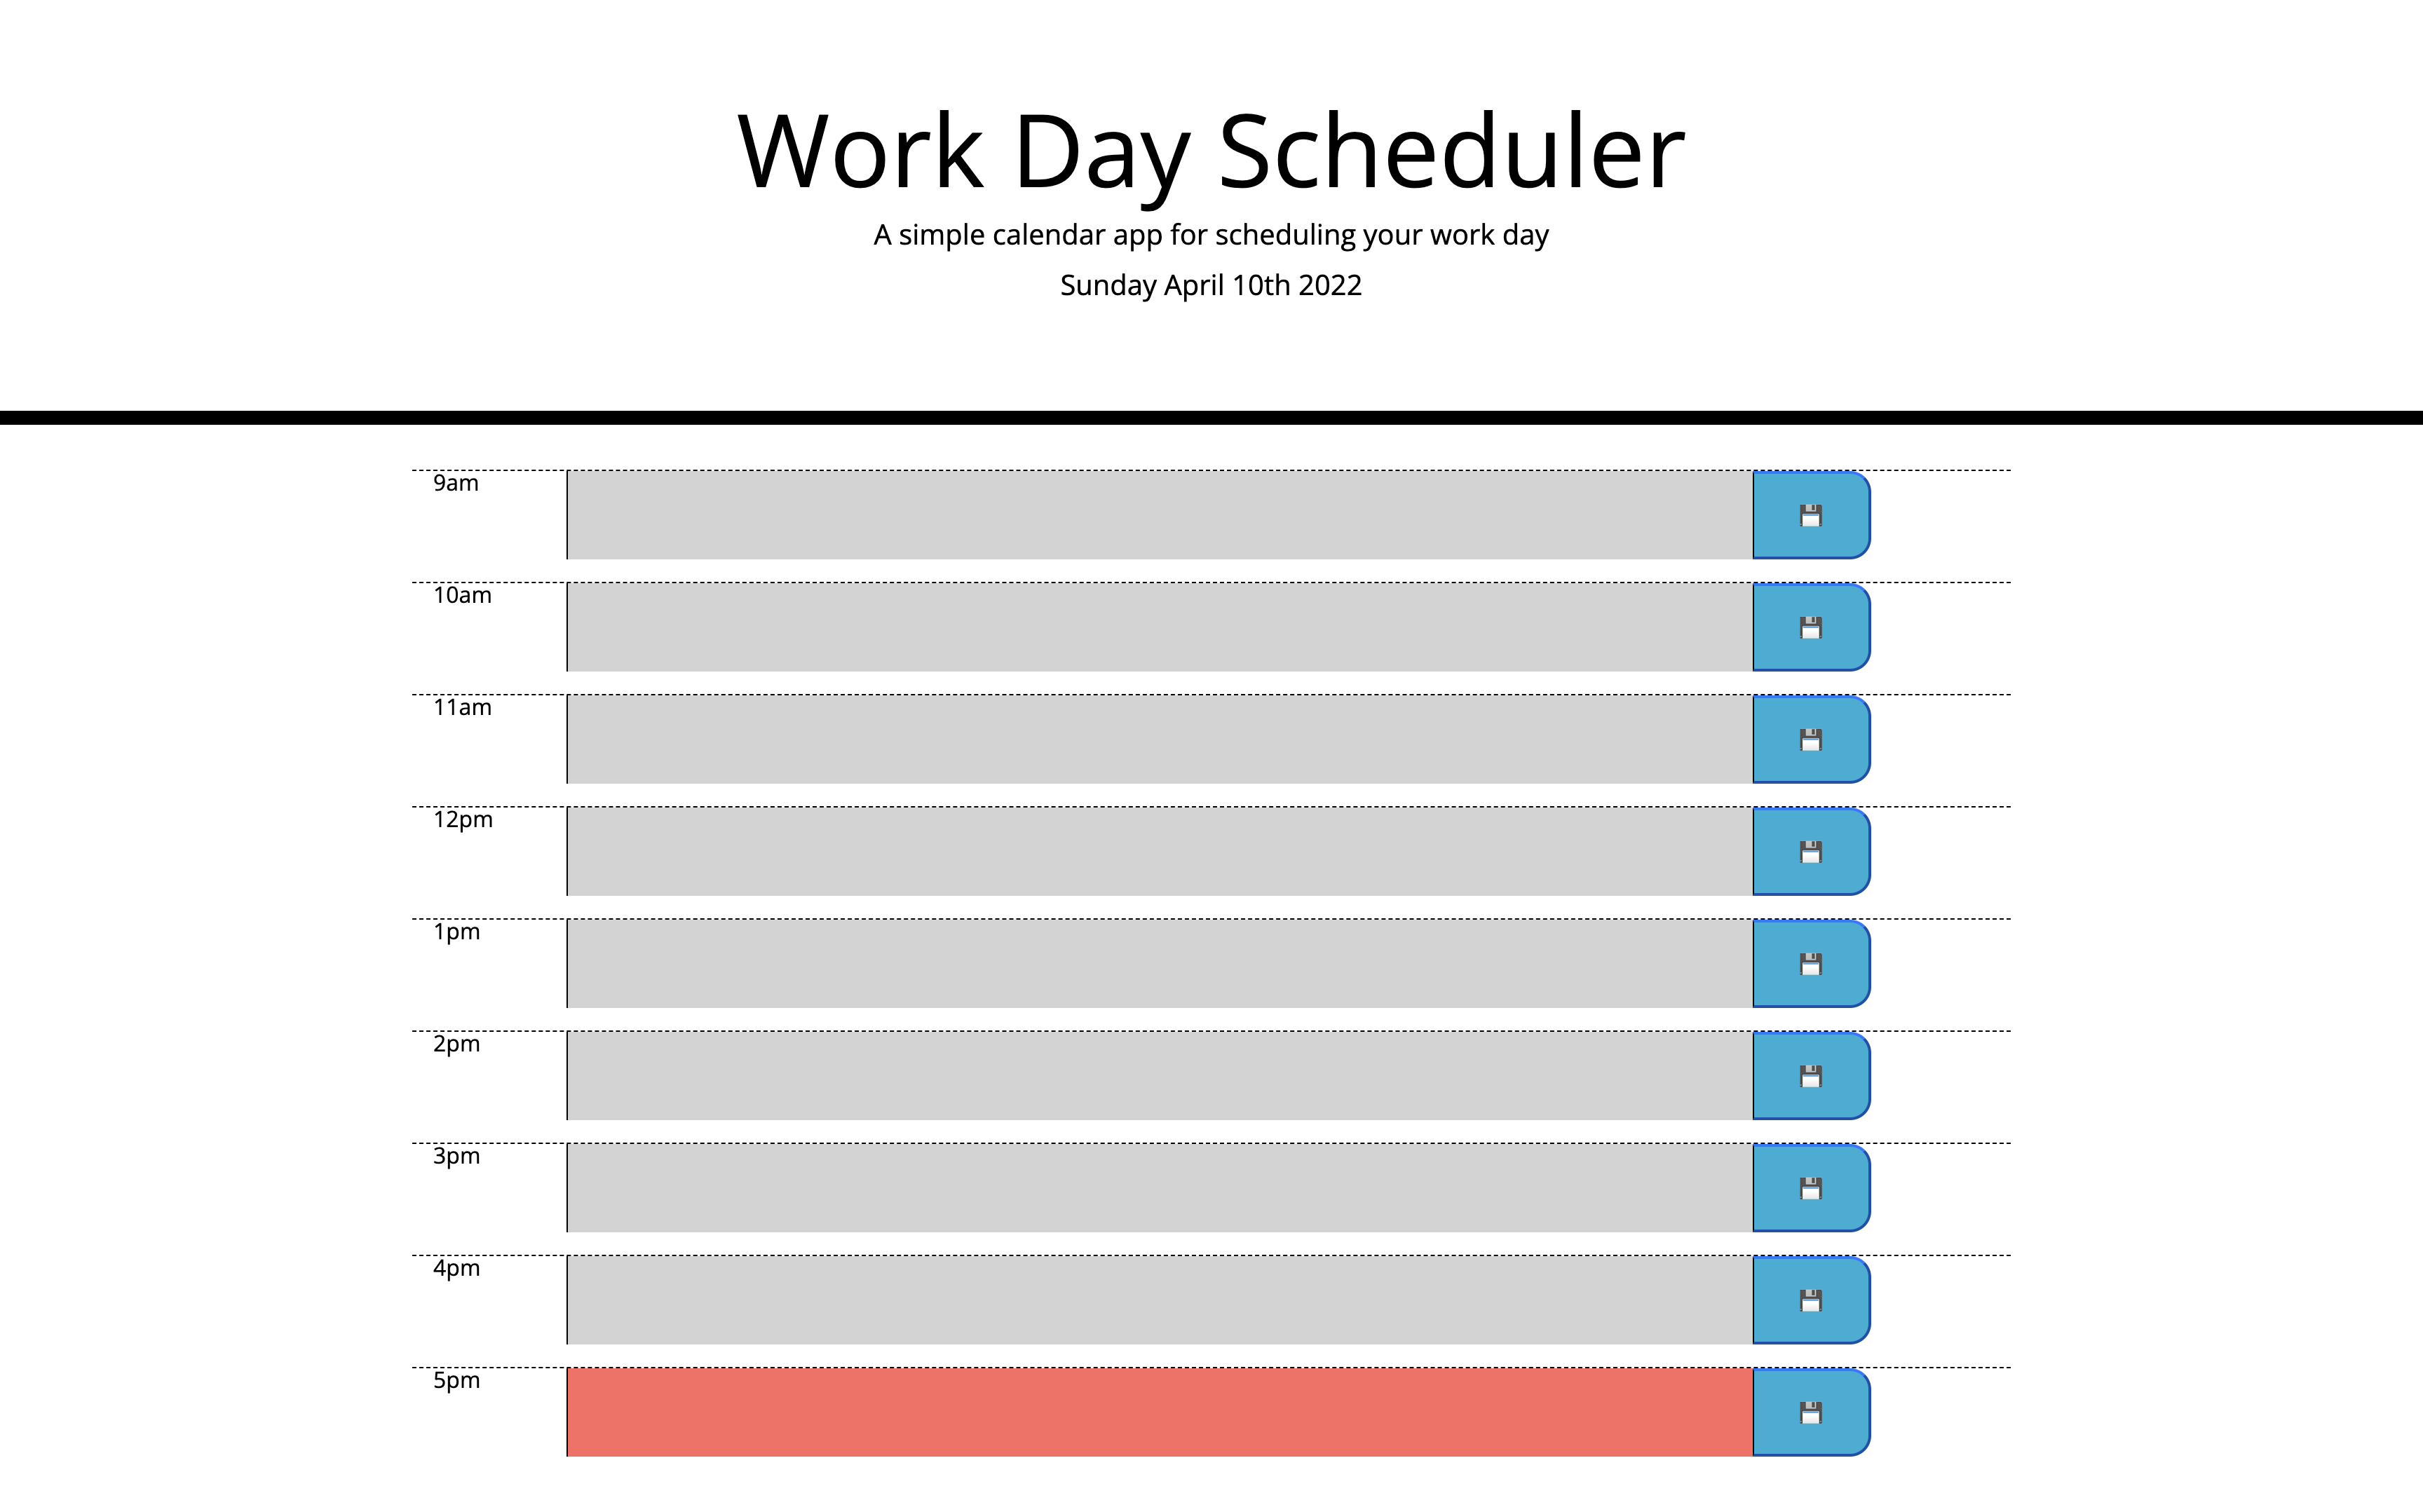 Work Day Scheduler
A simple calendar app for scheduling your work day
Sunday April 10th 2022
9am
10am
11am
12pm
1pm
2pm
3pm
4pm
5pm